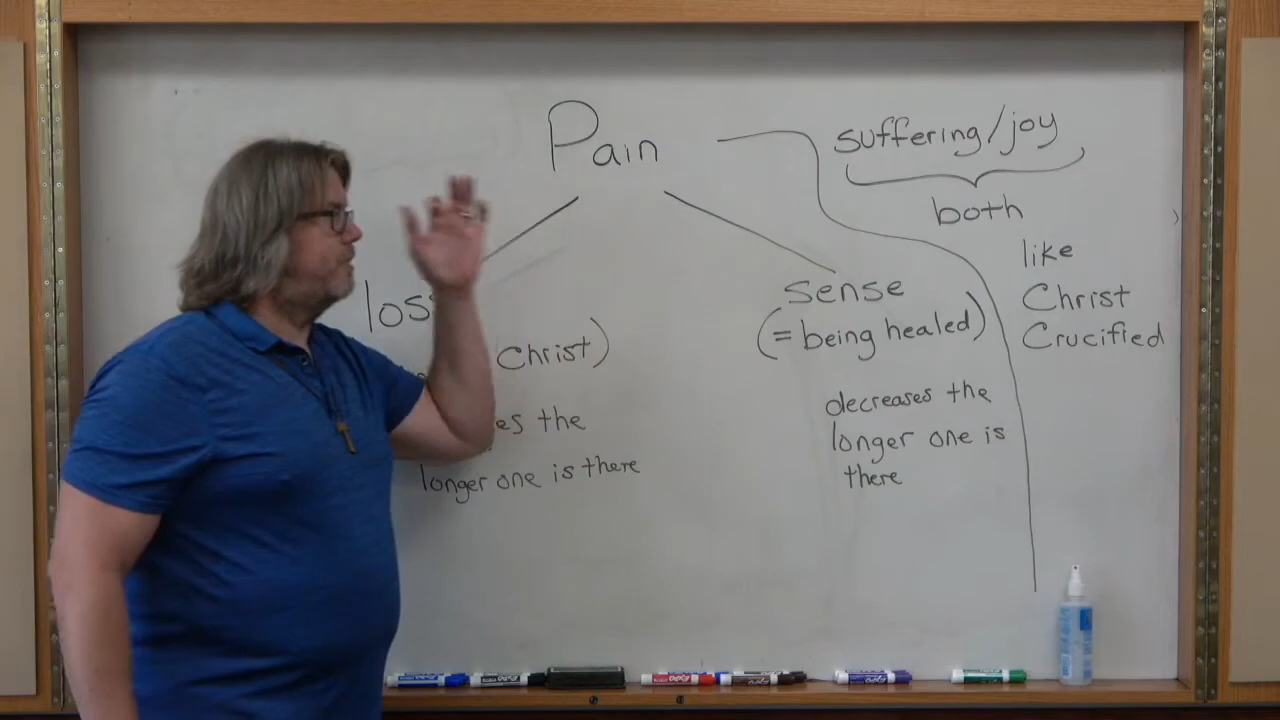 Pain
suffering/joy
both
like
Christ
Crucified
los
Christ)
es the
longer one is there
sense
(= being healed)
decreases the
longer one is
there